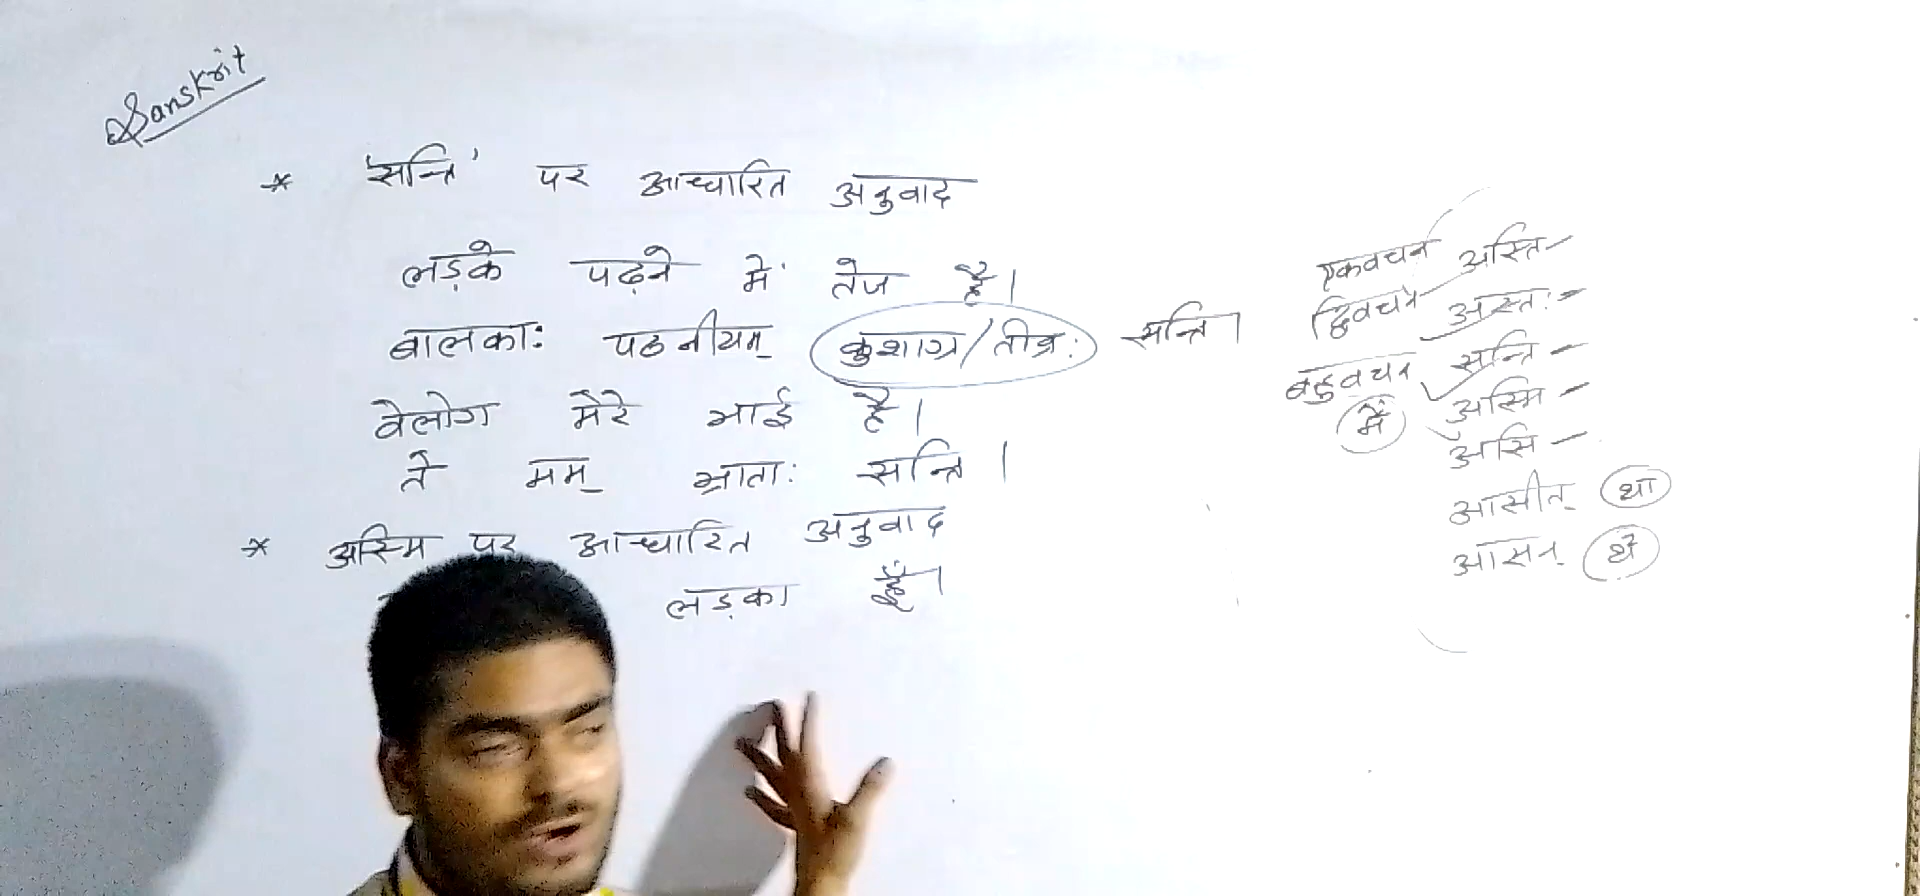 Sanskrit
* 'सन्ति' पर आधारित अनुवाद
लड़के पढ़ने में तेज हैं।
बालकाः पठनीयम् कुशाग्र/तीव्रः सन्ति।
वेलोग मेरे भाई हैं।
ते मम् भ्राताः सन्ति।
* अस्मि पर आधारित अनुवाद
लड़का हूँ।
एकवचन अस्ति -
द्विवचन अस्तः -
बहुवचन सन्ति -
मैं अस्मि -
असि -
आसीत् था
आसन् थे